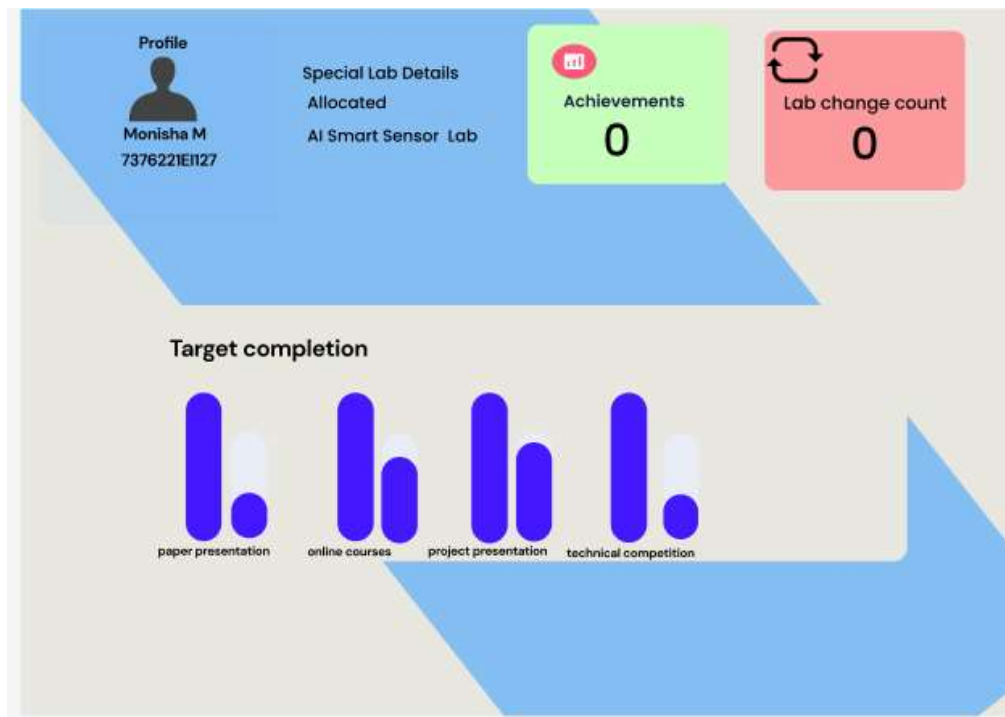 Profile
Monisha M
7376221EI127
Special Lab Details
Allocated
AI Smart Sensor Lab
Achievements
0
Lab change count
0
Target completion
paper presentation
online courses
project presentation
technical competition